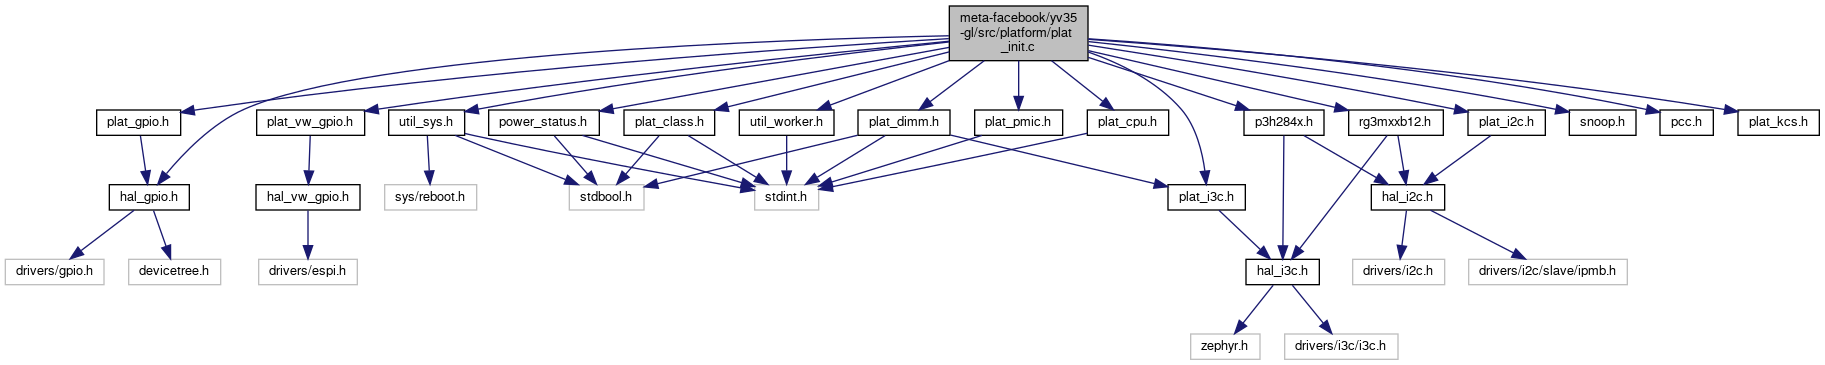 meta-facebook/yv35
-gl/src/platform/plat
_init.c
plat_gpio.h
plat_vw_gpio.h
util_sys.h
power_status.h
plat_class.h
util_worker.h
plat_dimm.h
plat_pmic.h
plat_cpu.h
p3h284x.h
rg3mxxb12.h
plat_i2c.h
snoop.h
pcc.h
plat_kcs.h
hal_gpio.h
hal_vw_gpio.h
sys/reboot.h
stdbool.h
stdint.h
plat_i3c.h
hal_i2c.h
drivers/gpio.h
devicetree.h
drivers/espi.h
hal_i3c.h
drivers/i2c.h
drivers/i2c/slave/ipmb.h
zephyr.h
drivers/i3c/i3c.h